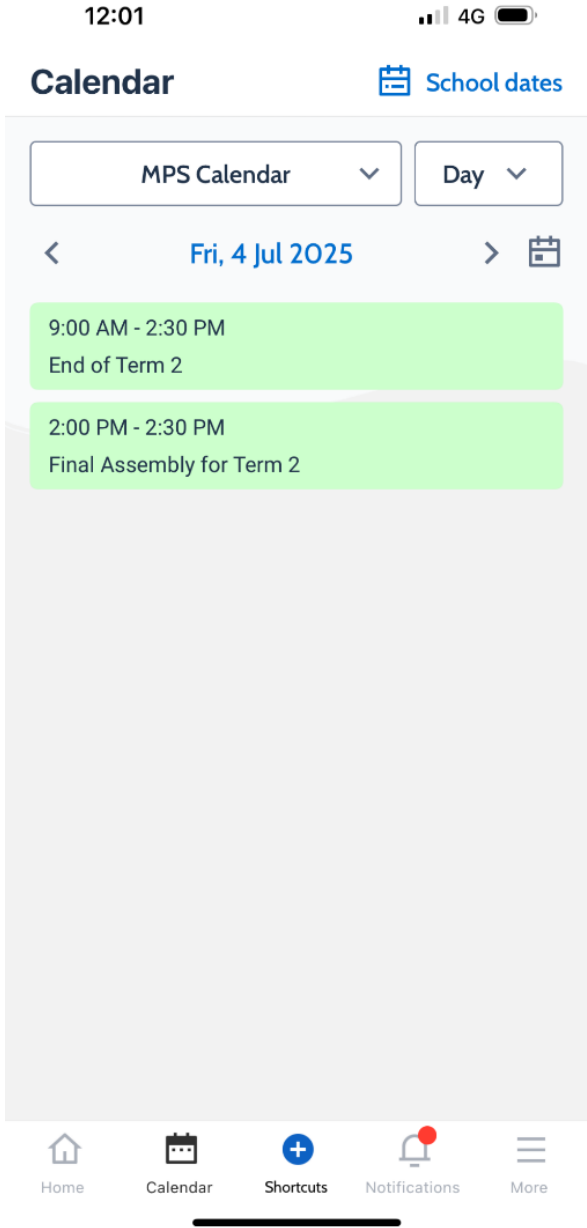 12:01 4G
Calendar School dates
MPS Calendar Day
Fri, 4 Jul 2025
9:00 AM - 2:30 PM
End of Term 2
2:00 PM - 2:30 PM
Final Assembly for Term 2
Home Calendar Shortcuts Notifications More